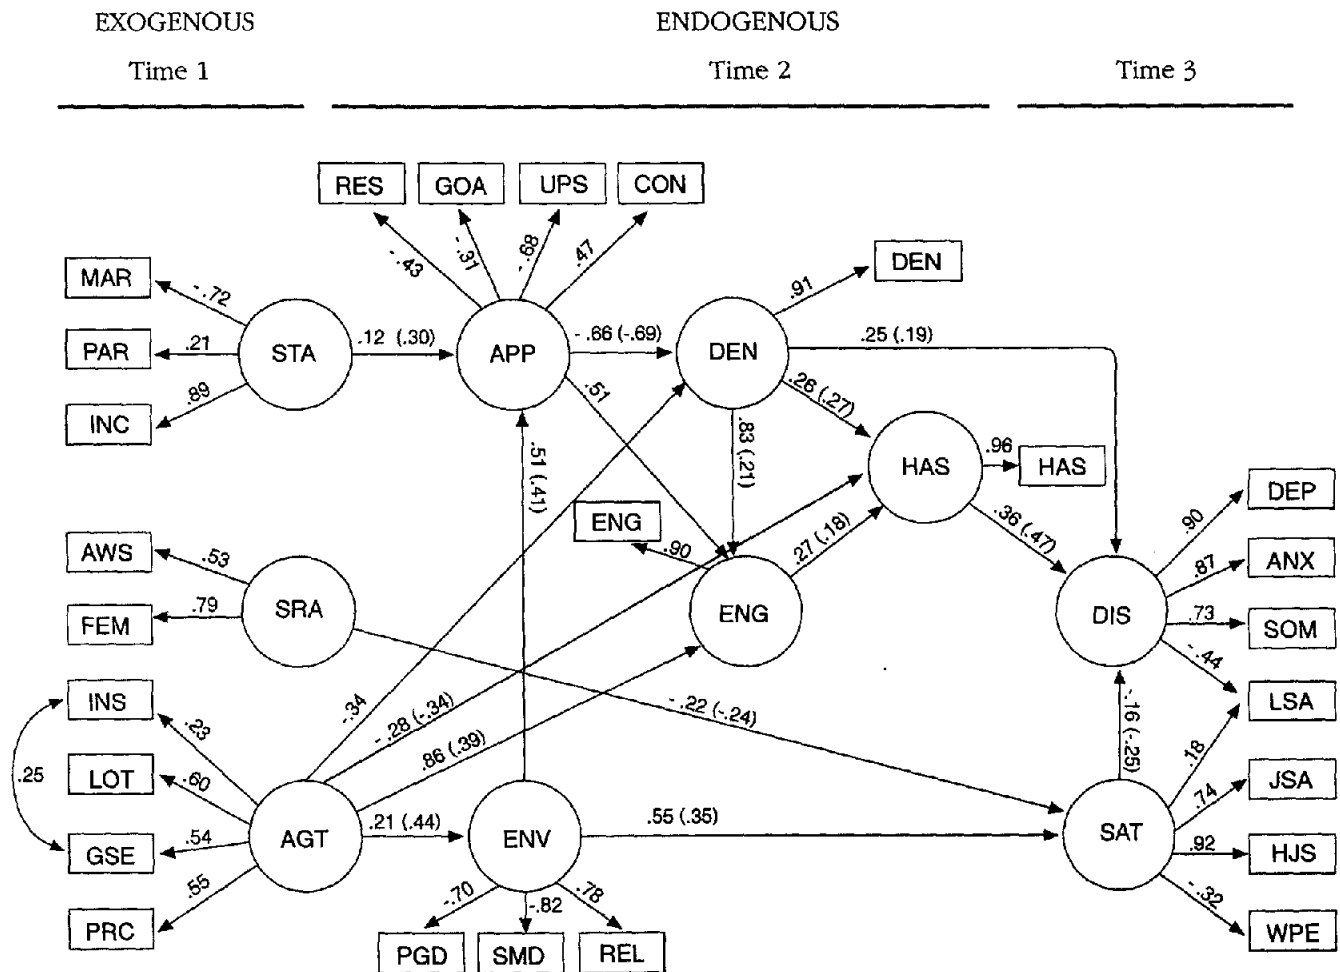 EXOGENOUS ENDOGENOUS
Time 1 Time 2 Time 3
RES GOA UPS CON
-.43 -.31 -.68 .47
DEN
.91
MAR
-.72
PAR .21 STA .12 (.30) APP -.66 (-.69) DEN .25 (.19)
.89
INC
.51
.26 (.27)
.83 (.21)
.51 (.41)
HAS .96 HAS
ENG
.90
.27 (.18)
.36 (.47)
DEP
.90
AWS
.53
ANX
.87
FEM .79 SRA
ENG
DIS .73 SOM
-.44
INS
.23
LSA
-.34
-.28 (-.34)
-.22 (-.24)
-.16 (-.25)
.18
.25
LOT
.60
.86 (.39)
JSA
.74
GSE .54 AGT .21 (.44) ENV .55 (.35) SAT .92 HJS
.55
PRC
-.70 -.82 .78
-.32
WPE
PGD SMD REL